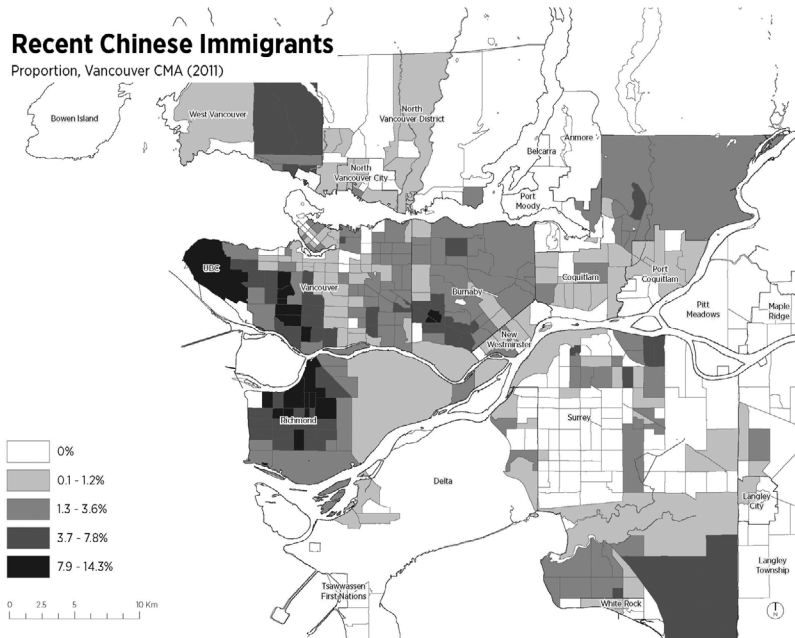 Recent Chinese Immigrants
Proportion, Vancouver CMA (2011)
Bowen Island
West Vancouver
North
Vancouver District
North
Vancouver City
Belcarra
Anmore
Port
Moody
UBC
Vancouver
Burnaby
Coquitlam
Port
Coquitlam
New
Westminster
Pitt
Meadows
Maple
Ridge
Richmond
Surrey
Delta
Langley
City
Langley
Township
Tsawwassen
First Nations
White Rock
0%
0.1 - 1.2%
1.3 - 3.6%
3.7 - 7.8%
7.9 - 14.3%
0 2.5 5 10 Km
N